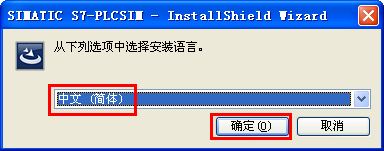 SIMATIC S7-PLCSIM - InstallShield Wizard
从下列选项中选择安装语言。
中文 (简体)
确定(O) 取消